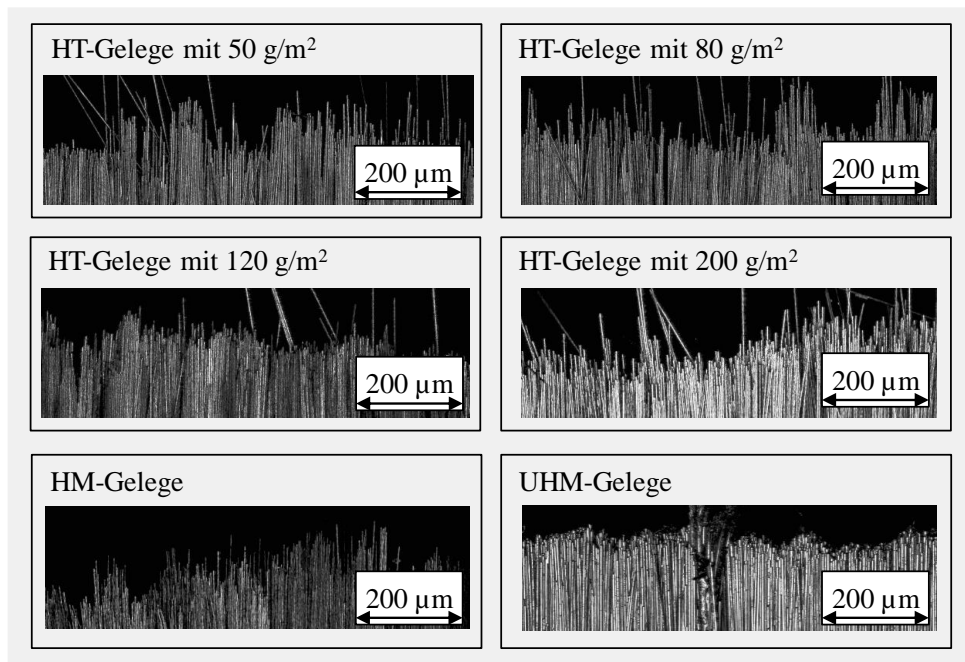 HT-Gelege mit 50 g/m²
200 µm
HT-Gelege mit 80 g/m²
200 µm
HT-Gelege mit 120 g/m²
200 µm
HT-Gelege mit 200 g/m²
200 µm
HM-Gelege
200 µm
UHM-Gelege
200 µm